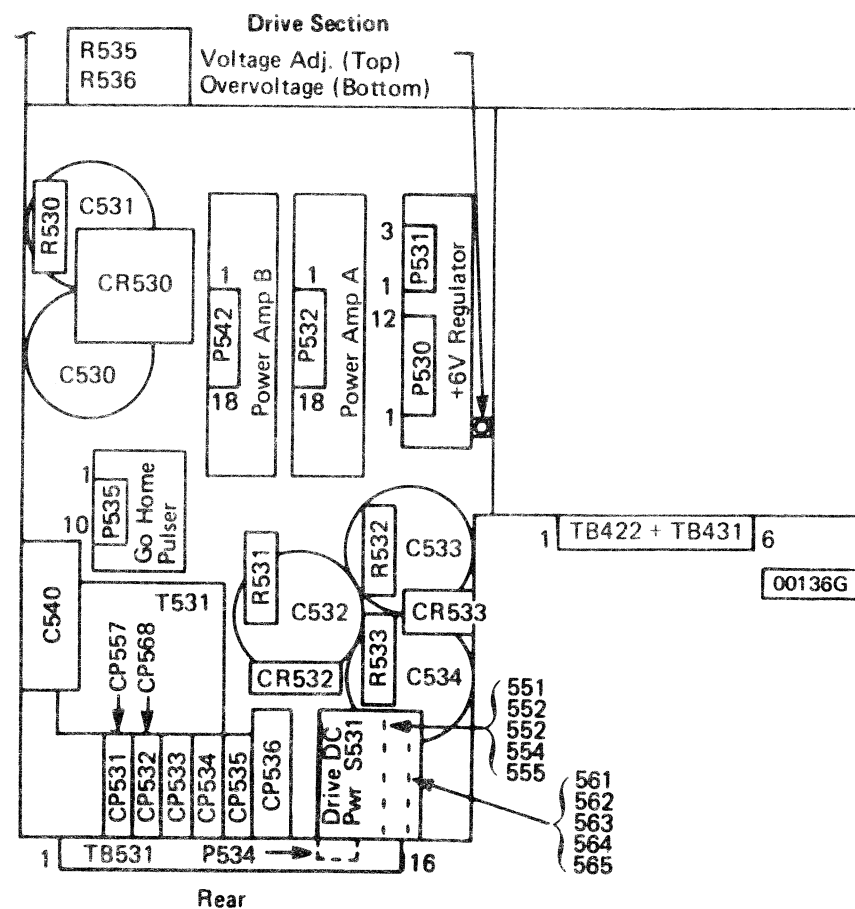 Drive Section
R535
R536
Voltage Adj. (Top)
Overvoltage (Bottom)
R530
C531
CR530
C530
1
P542
18
Power Amp B
1
P532
18
Power Amp A
3
P531
1
12
P530
1
+6V Regulator
1
P535
10
Go Home
Pulser
C540
T531
CP557
CP568
R531
C532
CR532
R532
C533
CR533
R533
C534
1
TB422 + TB431
6
00136G
CP531
CP532
CP533
CP534
CP535
CP536
Drive DC
Pwr S531
551
552
552
554
555
561
562
563
564
565
1
TB531
P534
16
Rear